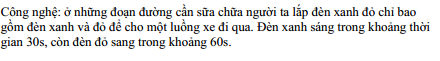 Công nghệ: ở những đoạn đường cần sữa chữa người ta lắp đèn xanh đỏ chỉ bao
gồm đèn xanh và đỏ để cho một luồng xe đi qua. Đèn xanh sáng trong khoảng thời
gian 30s, còn đèn đỏ sang trong khoảng 60s.